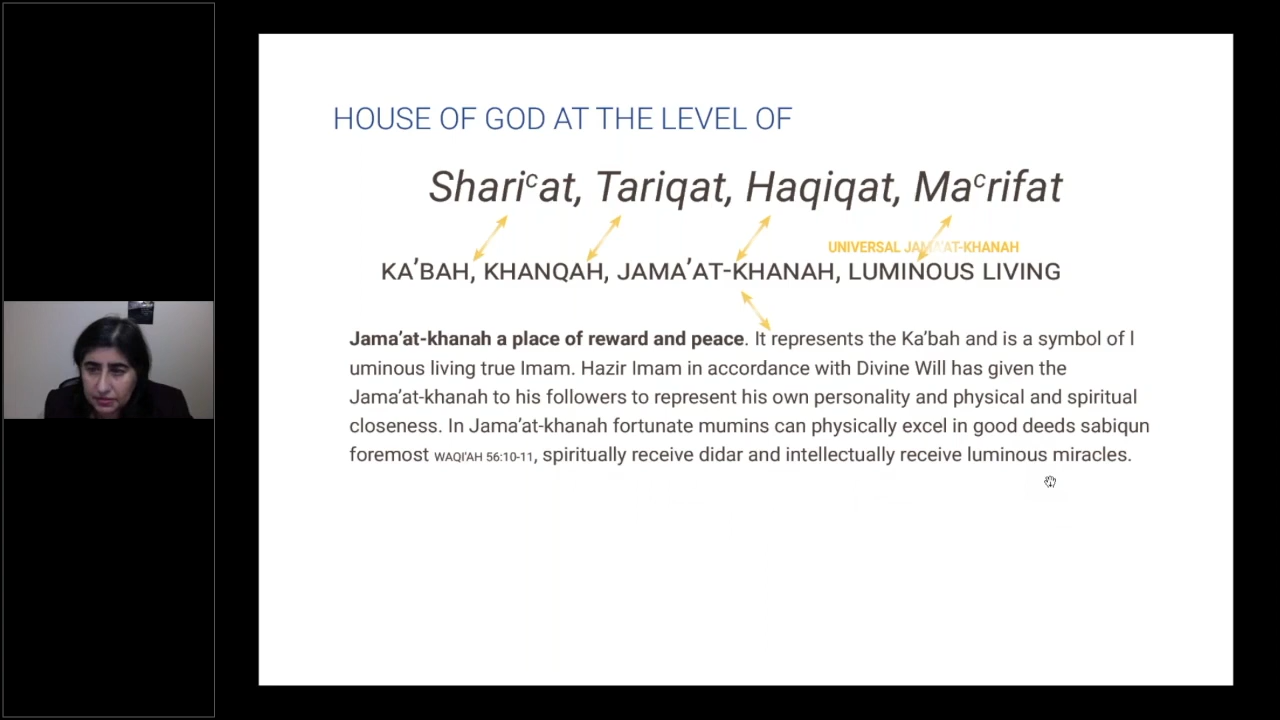 HOUSE OF GOD AT THE LEVEL OF
Shariᶜat, Tariqat, Haqiqat, Maᶜrifat
UNIVERSAL JAMA'AT-KHANAH
KA'BAH, KHANQAH, JAMA'AT-KHANAH, LUMINOUS LIVING
Jama'at-khanah a place of reward and peace. It represents the Ka'bah and is a symbol of l
uminous living true Imam. Hazir Imam in accordance with Divine Will has given the
Jama'at-khanah to his followers to represent his own personality and physical and spiritual
closeness. In Jama'at-khanah fortunate mumins can physically excel in good deeds sabiqun
foremost WAQI'AH 56:10-11, spiritually receive didar and intellectually receive luminous miracles.